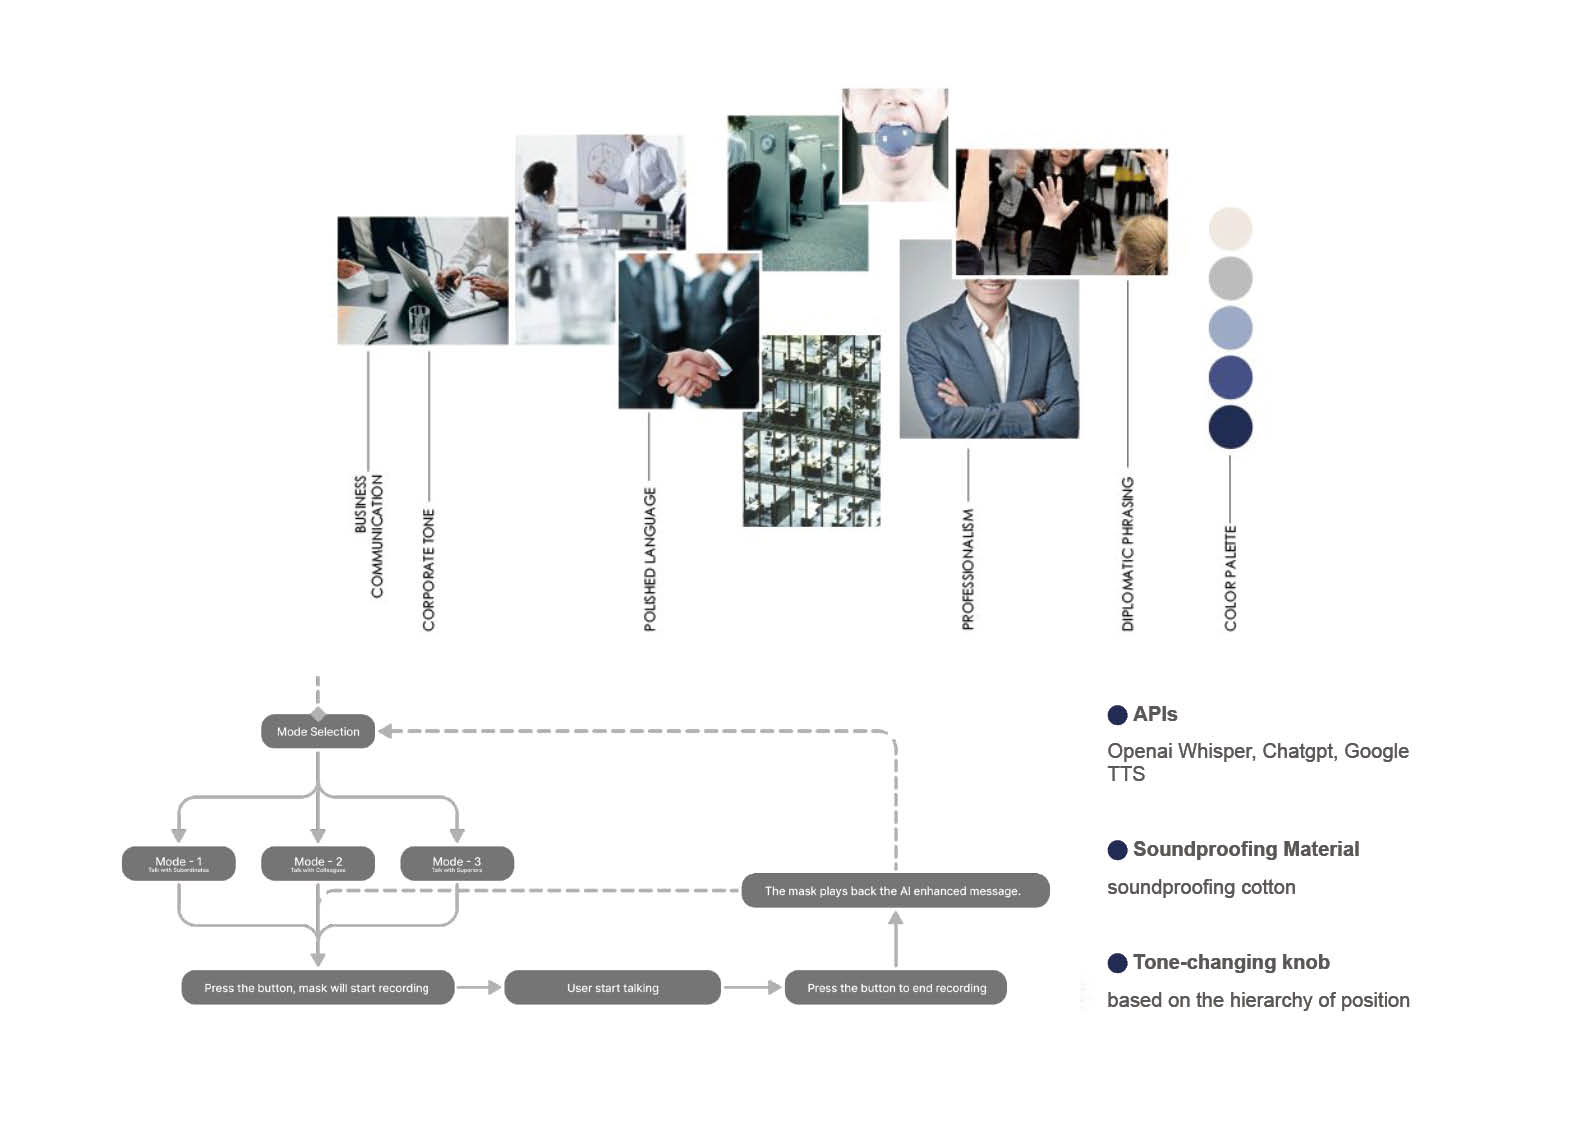 BUSINESS
COMMUNICATION
CORPORATE TONE
POLISHED LANGUAGE
PROFESSIONALISM
DIPLOMATIC PHRASING
COLOR PALETTE
Mode Selection
Mode - 1
Talk with Subordinates
Mode - 2
Talk with Colleagues
Mode - 3
Talk with Superiors
The mask plays back the AI enhanced message.
Press the button, mask will start recording
User start talking
Press the button to end recording
APIs
Openai Whisper, Chatgpt, Google
TTS
Soundproofing Material
soundproofing cotton
Tone-changing knob
based on the hierarchy of position